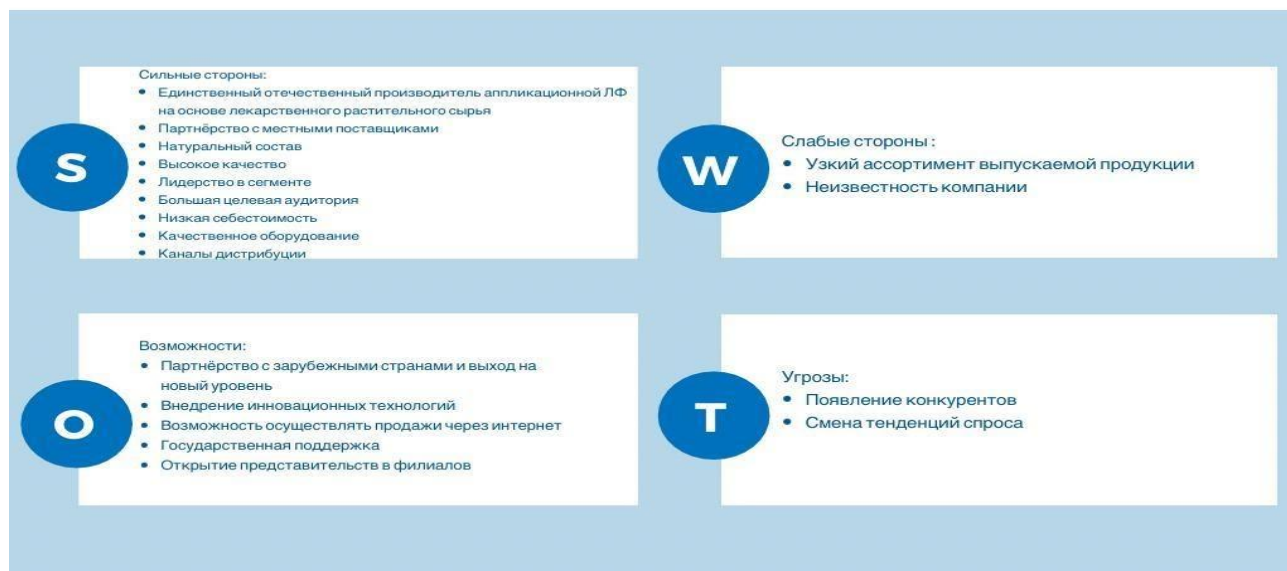 S
Сильные стороны:
• Единственный отечественный производитель аппликационной ЛФ
на основе лекарственного растительного сырья
• Партнёрство с местными поставщиками
• Натуральный состав
• Высокое качество
• Лидерство в сегменте
• Большая целевая аудитория
• Низкая себестоимость
• Качественное оборудование
• Каналы дистрибуции
W
Слабые стороны :
• Узкий ассортимент выпускаемой продукции
• Неизвестность компании
O
Возможности:
• Партнёрство с зарубежными странами и выход на
новый уровень
• Внедрение инновационных технологий
• Возможность осуществлять продажи через интернет
• Государственная поддержка
• Открытие представительств в филиалов
T
Угрозы:
• Появление конкурентов
• Смена тенденций спроса